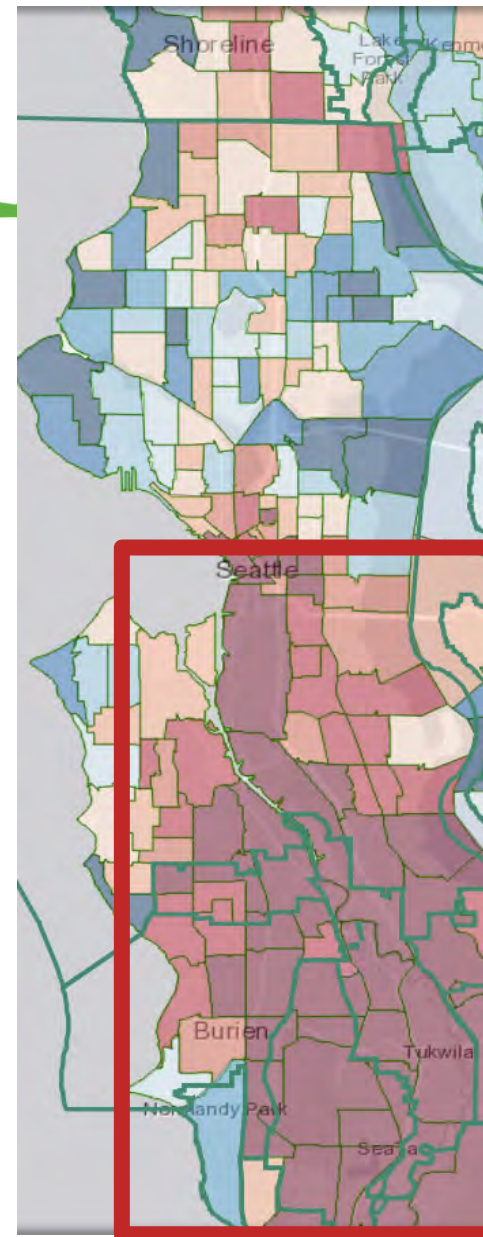 Shoreline
Lake
Forest
Park
Seattle
Burien
Tukwila
Normandy Park